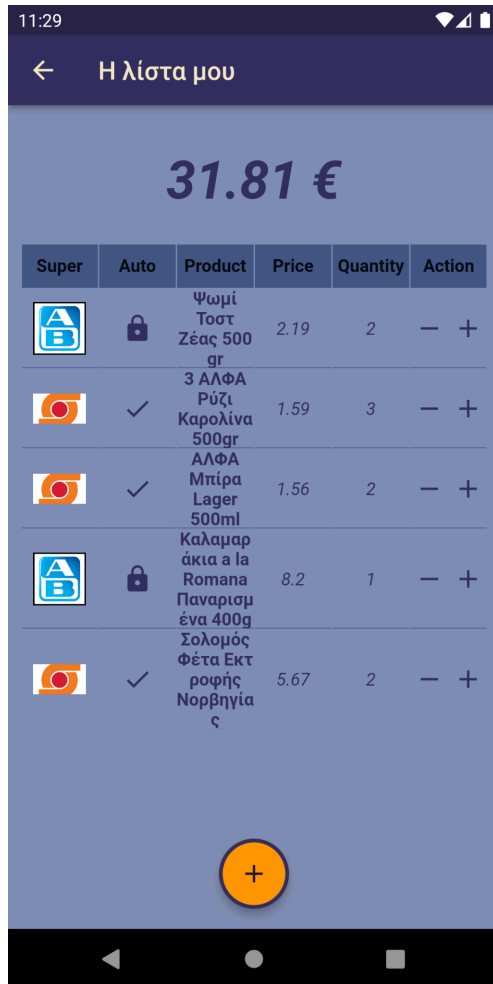 11:29
Η λίστα μου
31.81 €
Super Auto Product Price Quantity Action
AB
Ψωμί
Τοστ
Ζέας 500
gr
2.19 2
3 ΑΛΦΑ
Ρύζι
Καρολίνα
500gr
1.59 3
ΑΛΦΑ
Μπίρα
Lager
500ml
1.56 2
AB
Καλαμαρ
άκια a la
Romana
Παναρισμ
ένα 400g
8.2 1
Σολομός
Φέτα Εκτ
ροφής
Νορβηγία
ς
5.67 2